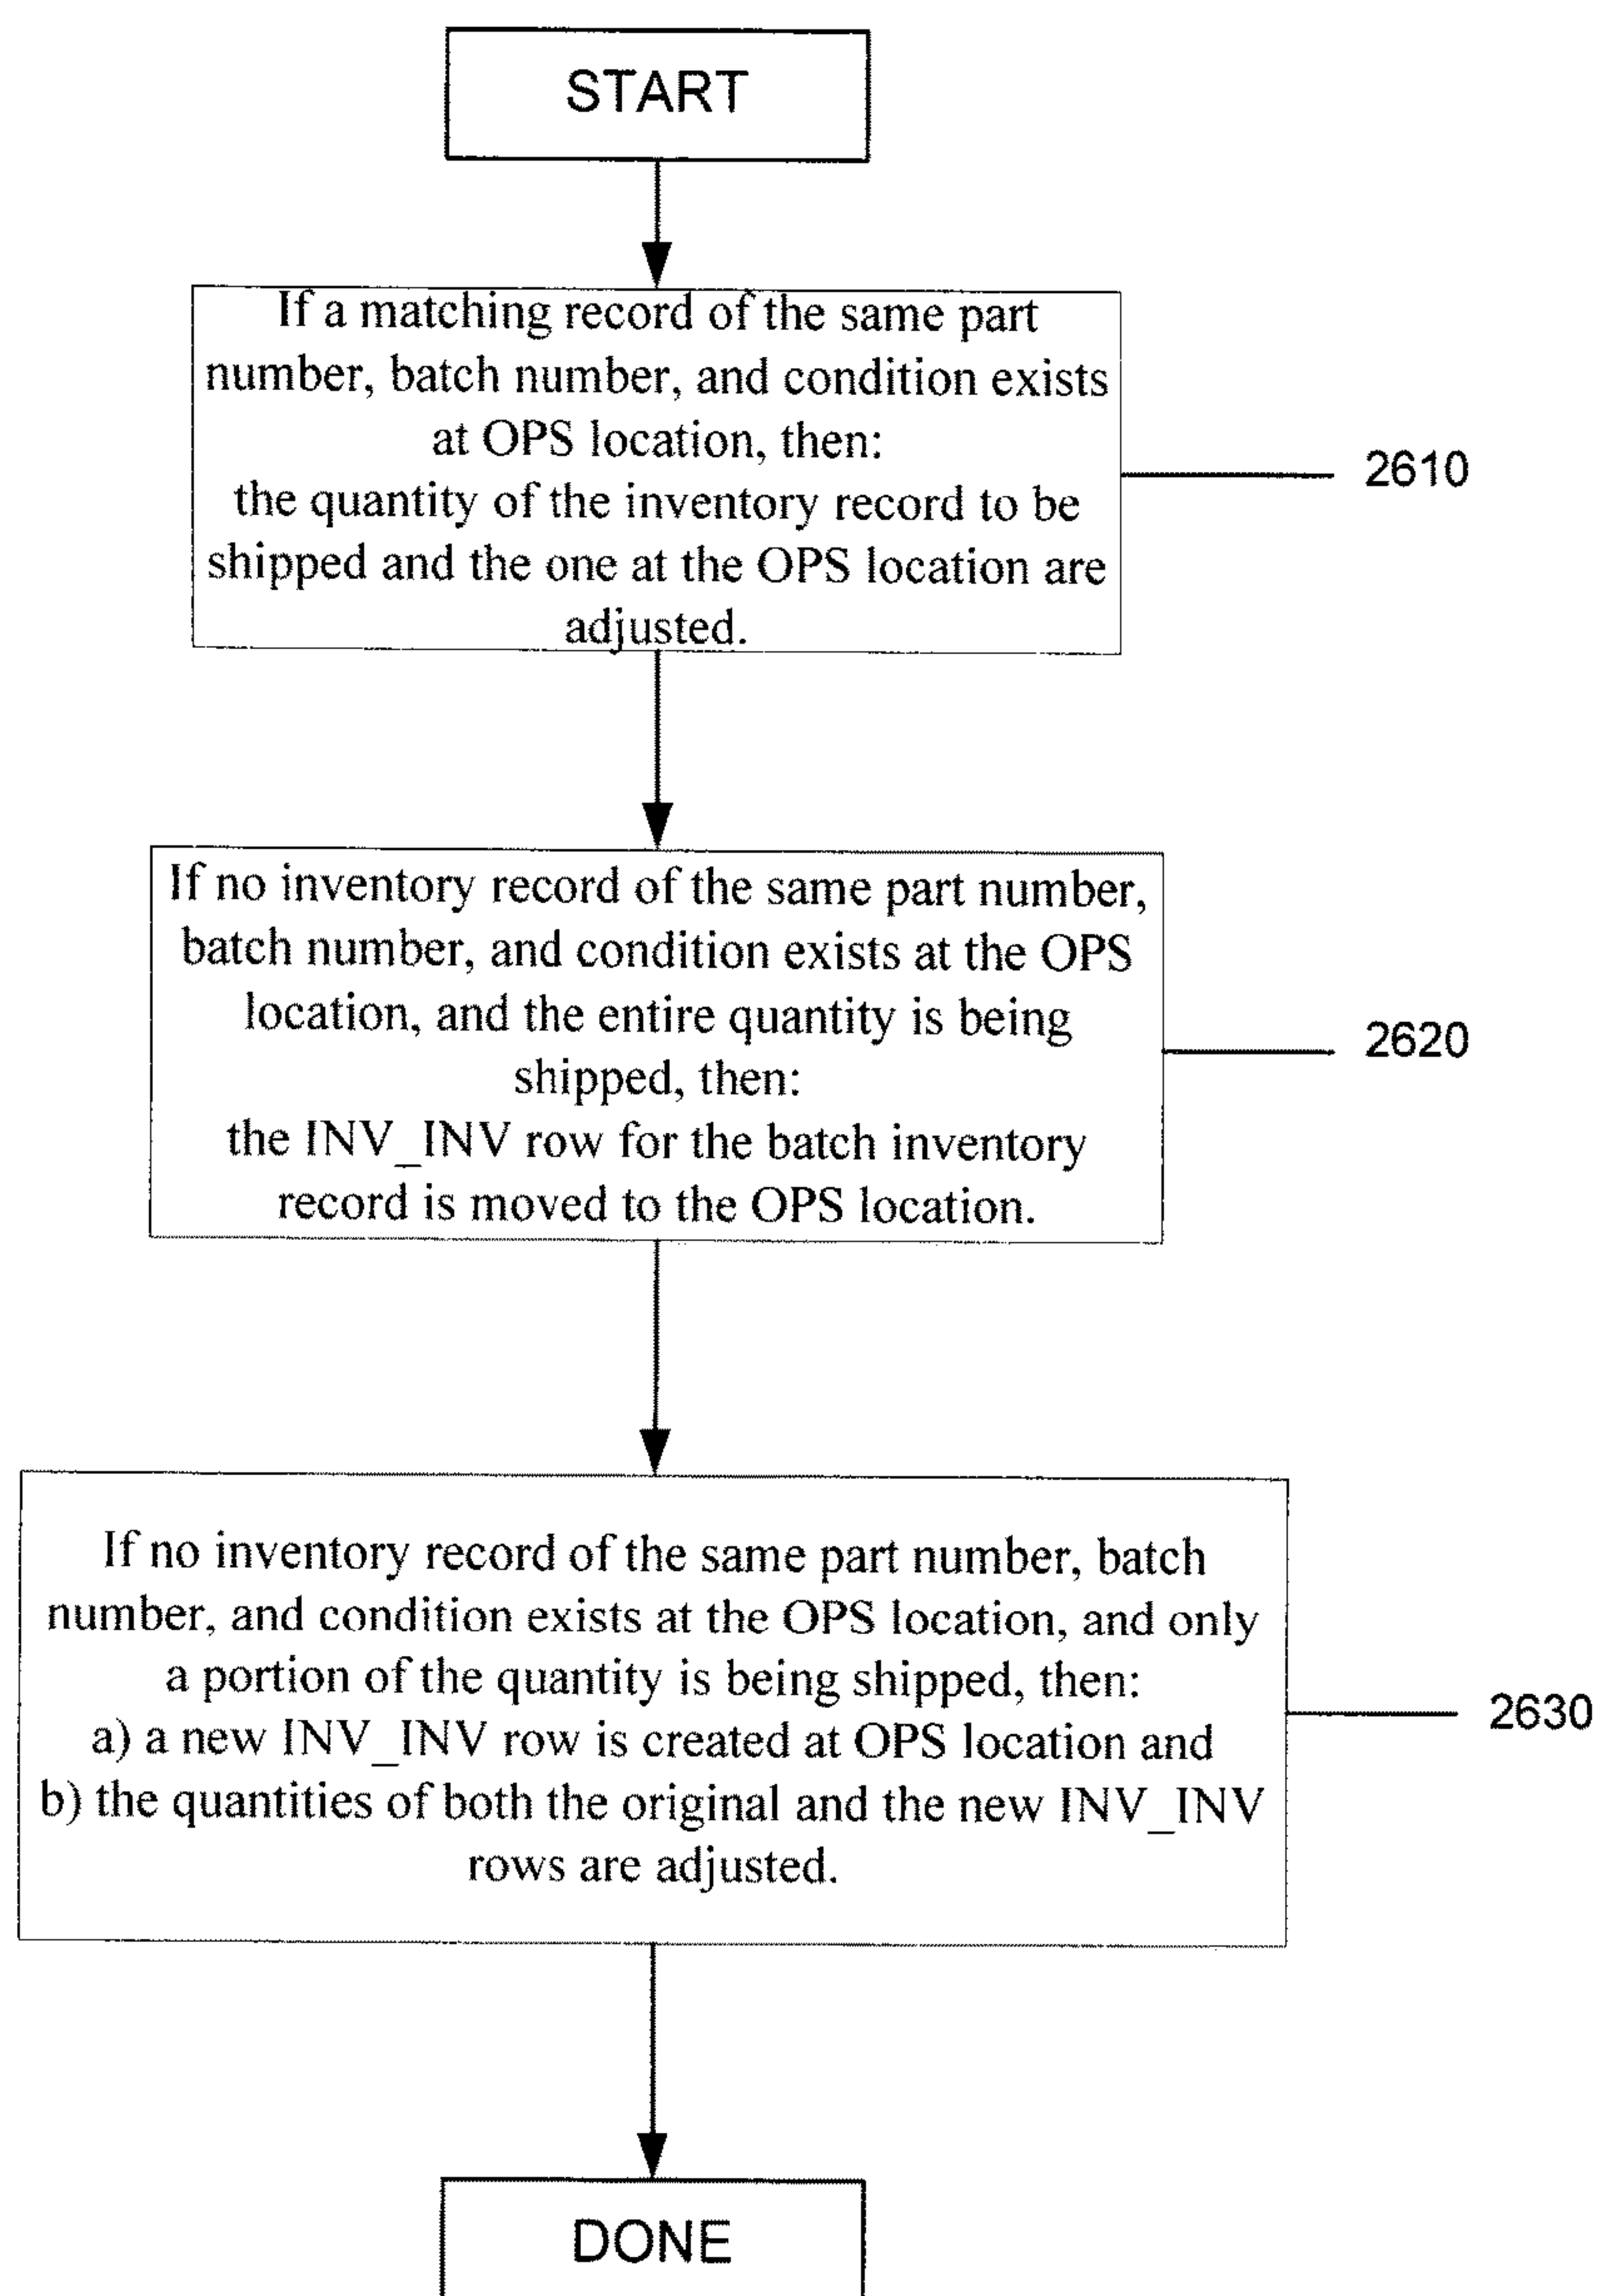 START
If a matching record of the same part
number, batch number, and condition exists
at OPS location, then:
the quantity of the inventory record to be
shipped and the one at the OPS location are
adjusted.
2610
If no inventory record of the same part number,
batch number, and condition exists at the OPS
location, and the entire quantity is being
shipped, then:
the INV_INV row for the batch inventory
record is moved to the OPS location.
2620
If no inventory record of the same part number, batch
number, and condition exists at the OPS location, and only
a portion of the quantity is being shipped, then:
a) a new INV_INV row is created at OPS location and
b) the quantities of both the original and the new INV_INV
rows are adjusted.
2630
DONE